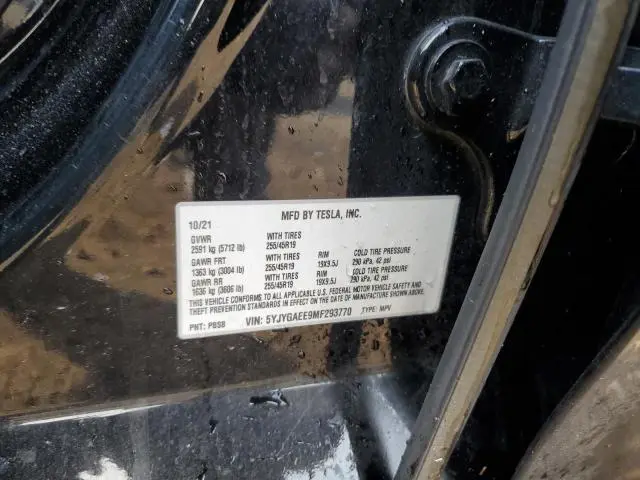 MFD BY TESLA, INC.
10/21
GVWR WITH TIRES
2591 kg (5712 lb) 255/45R19
GAWR FRT WITH TIRES RIM COLD TIRE PRESSURE
1363 kg (3004 lb) 255/45R19 19X9.5J 290 kPa, 42 psi
GAWR RR WITH TIRES RIM COLD TIRE PRESSURE
1636 kg (3606 lb) 255/45R19 19X9.5J 290 kPa, 42 psi
THIS VEHICLE CONFORMS TO ALL APPLICABLE U.S. FEDERAL MOTOR VEHICLE SAFETY AND
THEFT PREVENTION STANDARDS IN EFFECT ON THE DATE OF MANUFACTURE SHOWN ABOVE.
PNT: PBSB VIN: 5YJYGAEE9MF293770 TYPE: MPV